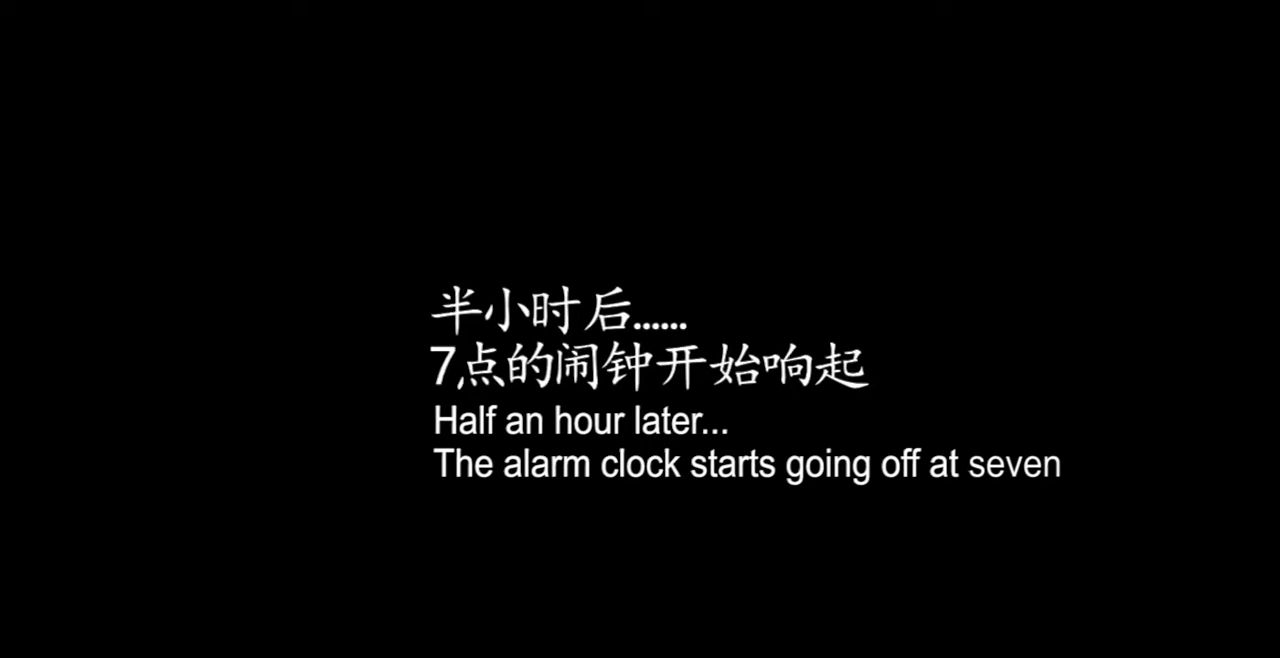 半小时后......
7点的闹钟开始响起
Half an hour later...
The alarm clock starts going off at seven